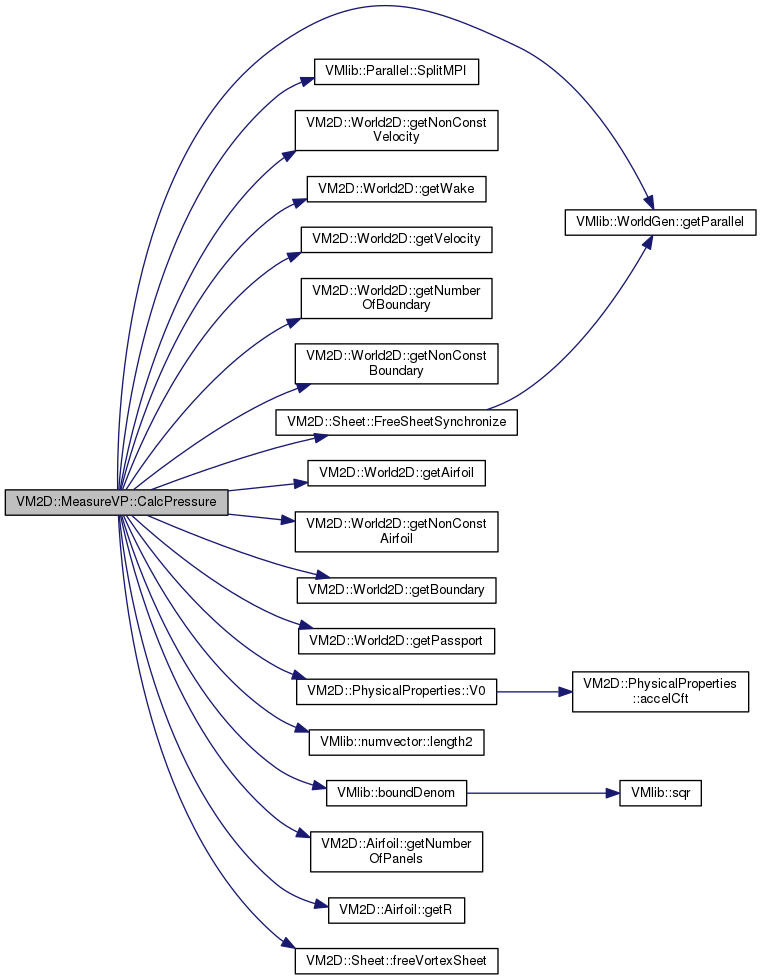 VM2D::MeasureVP::CalcPressure
VMlib::Parallel::SplitMPI
VM2D::World2D::getNonConst
Velocity
VM2D::World2D::getWake
VM2D::World2D::getVelocity
VM2D::World2D::getNumber
OfBoundary
VM2D::World2D::getNonConst
Boundary
VM2D::Sheet::FreeSheetSynchronize
VM2D::World2D::getAirfoil
VM2D::World2D::getNonConst
Airfoil
VM2D::World2D::getBoundary
VM2D::World2D::getPassport
VM2D::PhysicalProperties::V0
VMlib::numvector::length2
VMlib::boundDenom
VM2D::Airfoil::getNumber
OfPanels
VM2D::Airfoil::getR
VM2D::Sheet::freeVortexSheet
VMlib::WorldGen::getParallel
VM2D::PhysicalProperties
::accelCft
VMlib::sqr